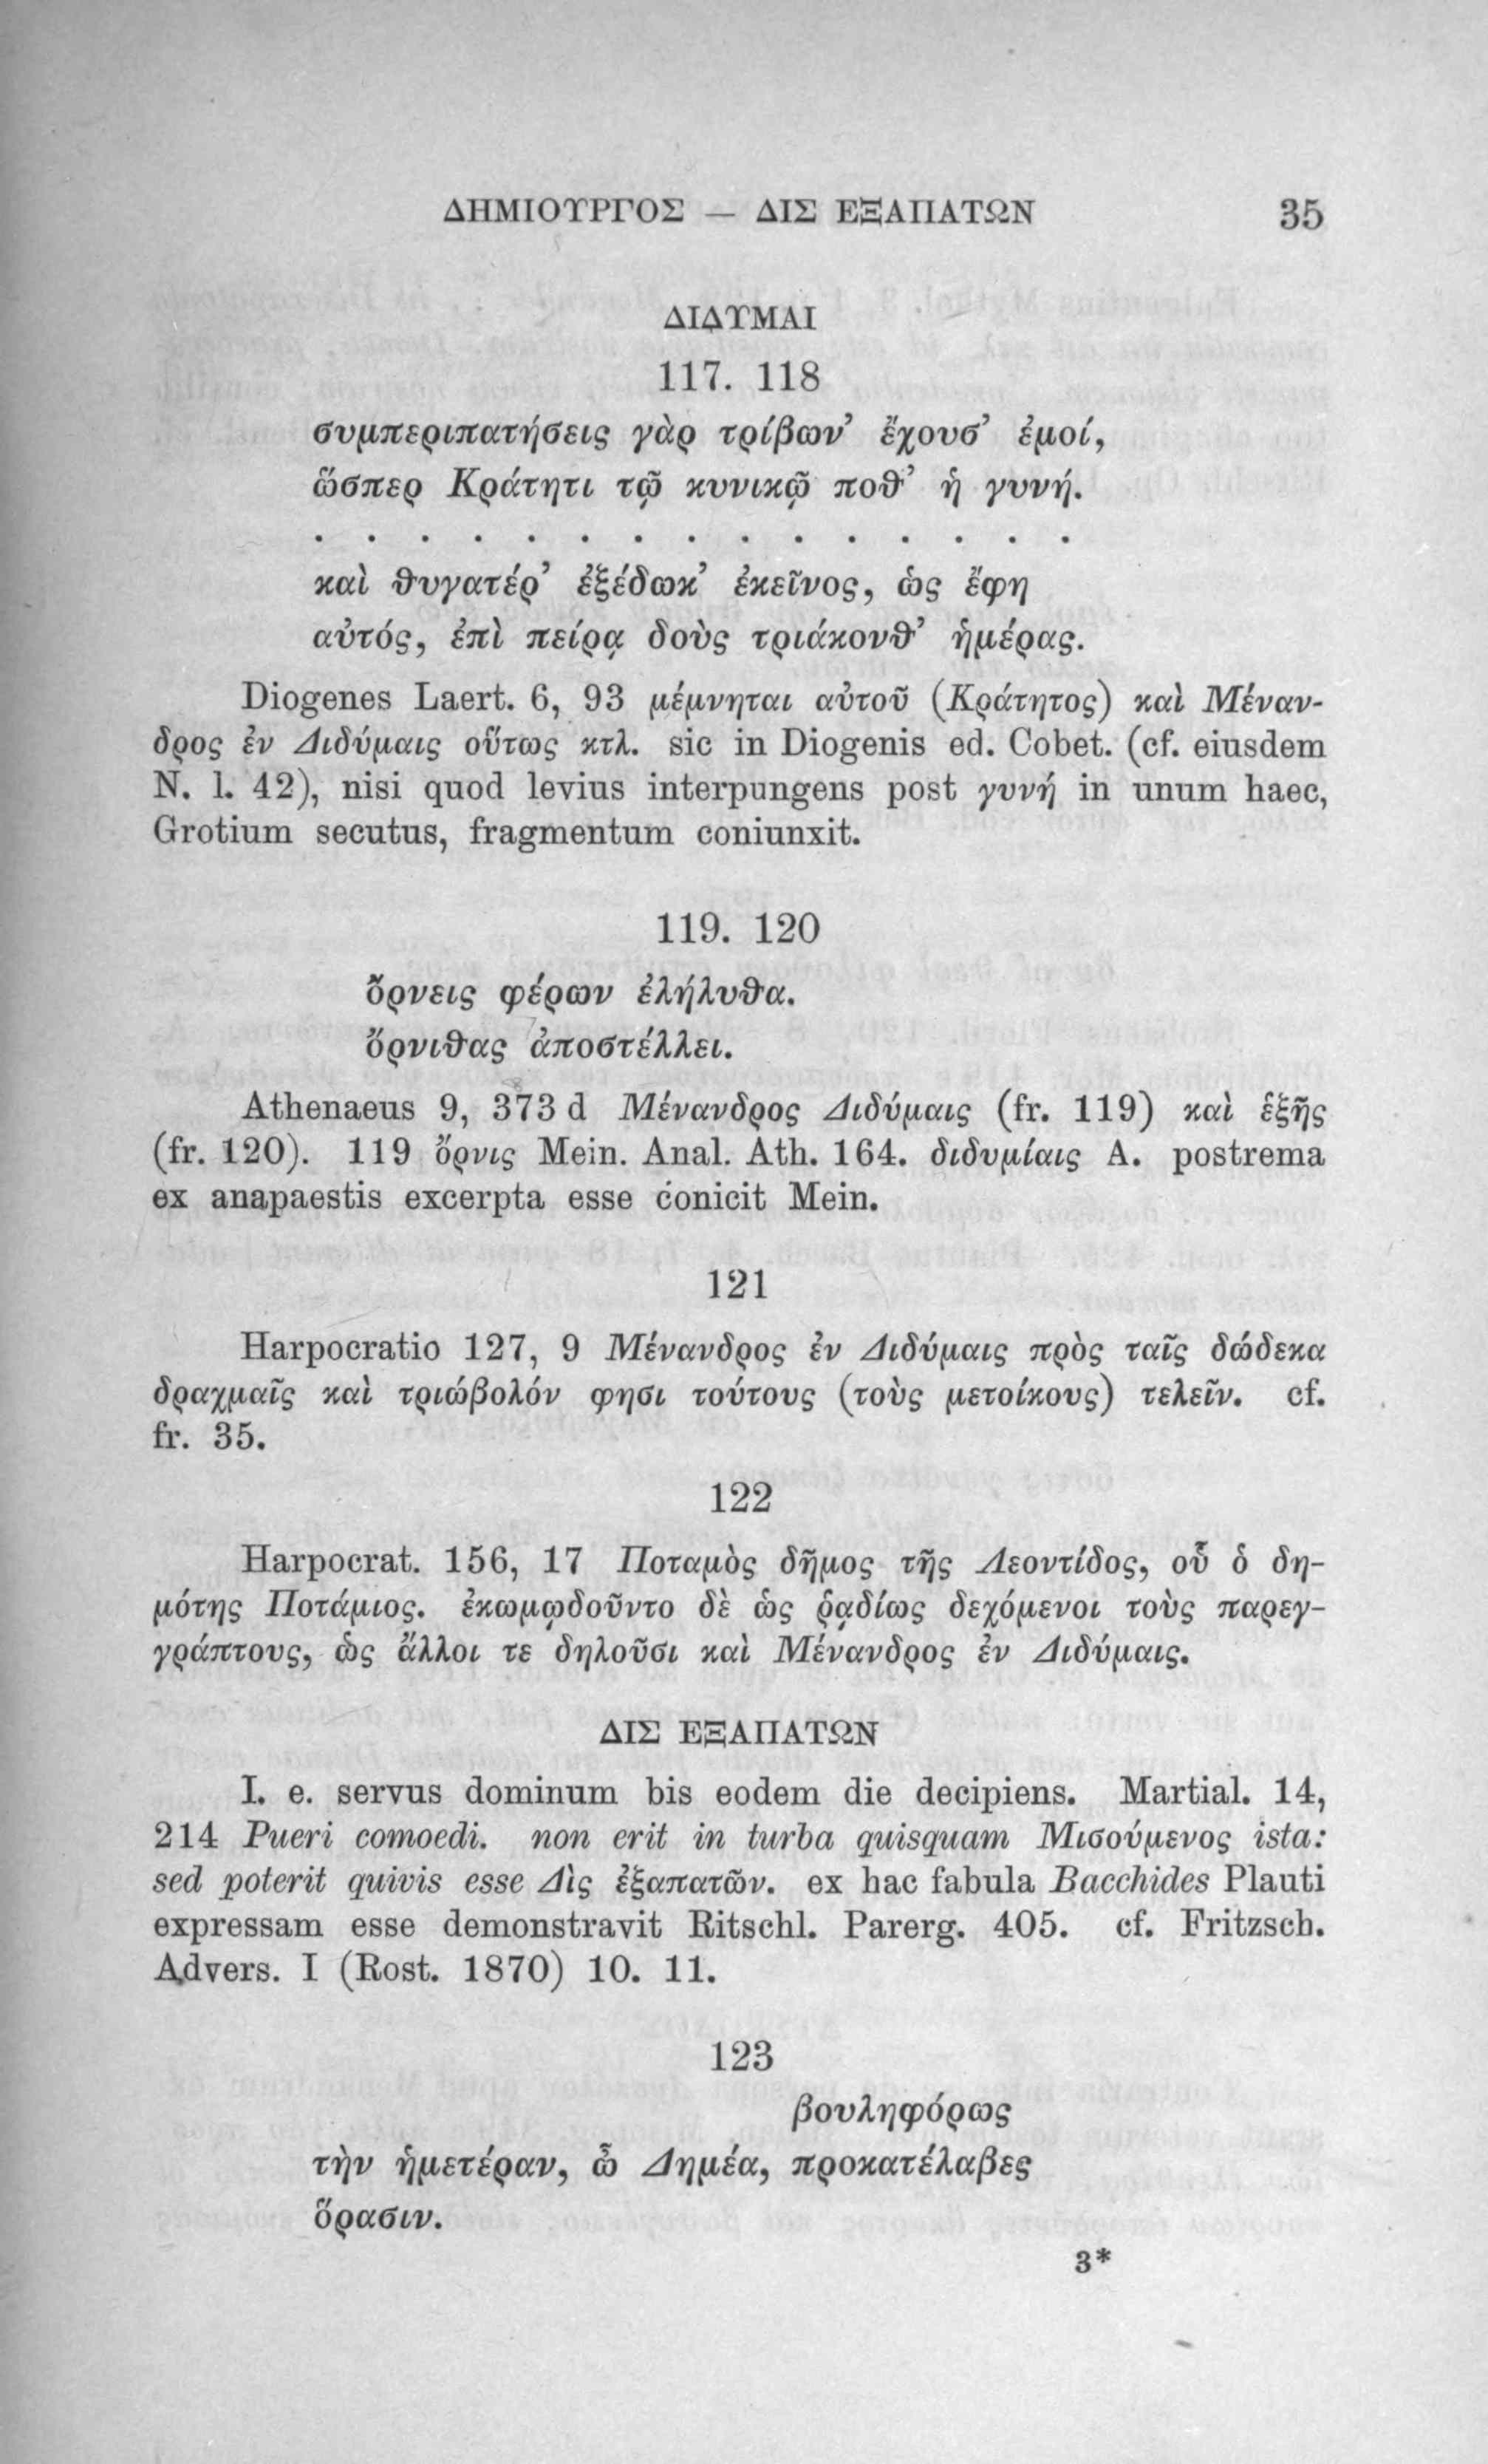 ΔΗΜΙΟΥΡΓΟΣ — ΔΙΣ ΕΞΑΠΑΤΩΝ 35
ΔΙΔΥΜΑΙ
117. 118
συμπεριπατήσεις γὰρ τρίβων’ ἔχουσ’ ἐμοί,
ὥσπερ Κράτητι τῷ κυνικῷ ποθ’ ἡ γυνή.
. . . . . . . . . . . . . . .
καὶ θυγατέρ’ ἐξέδωκ’ ἐκεῖνος, ὡς ἔφη
αὐτός, ἐπὶ πείρᾳ δοὺς τριάκονθ’ ἡμέρας.
Diogenes Laert. 6, 93 μέμνηται αὐτοῦ (Κράτητος) καὶ Μέναν-
δρος ἐν Διδύμαις οὕτως κτλ. sic in Diogenis ed. Cobet. (cf. eiusdem
N. l. 42), nisi quod levius interpungens post γυνή in unum haec,
Grotium secutus, fragmentum coniunxit.
119. 120
ὄρνεις φέρων ἐλήλυθα.
ὄρνιθας ἀποστέλλει.
Athenaeus 9, 373 d Μένανδρος Διδύμαις (fr. 119) καὶ ἑξῆς
(fr. 120). 119 ὄρνις Mein. Anal. Ath. 164. διδυμίαις A. postrema
ex anapaestis excerpta esse conicit Mein.
121
Harpocratio 127, 9 Μένανδρος ἐν Διδύμαις πρὸς ταῖς δώδεκα
δραχμαῖς καὶ τριώβολόν φησι τούτους (τοὺς μετοίκους) τελεῖν. cf.
fr. 35.
122
Harpocrat. 156, 17 Ποταμὸς δῆμος τῆς Λεοντίδος, οὗ ὁ δη-
μότης Ποτάμιος. ἐκωμῳδοῦντο δὲ ὡς ῥᾳδίως δεχόμενοι τοὺς παρεγ-
γράπτους, ὡς ἄλλοι τε δηλοῦσι καὶ Μένανδρος ἐν Διδύμαις.
ΔΙΣ ΕΞΑΠΑΤΩΝ
I. e. servus dominum bis eodem die decipiens. Martial. 14,
214 Pueri comoedi. non erit in turba quisquam Μισούμενος ista:
sed poterit quivis esse Δὶς ἐξαπατῶν. ex hac fabula Bacchides Plauti
expressam esse demonstravit Ritschl. Parerg. 405. cf. Fritzsch.
Advers. I (Rost. 1870) 10. 11.
123
βουληφόρως
τὴν ἡμετέραν, ὦ Δημέα, προκατέλαβες
ὅρασιν.
3*